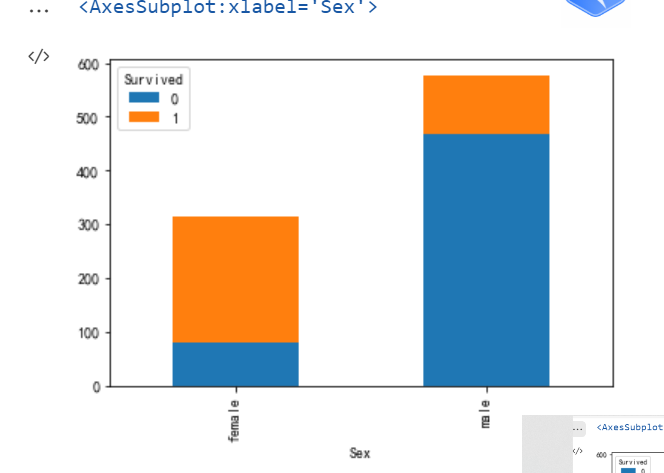 ... <AxesSubplot:xlabel='Sex'>
</>
600
Survived
0
1
500
400
300
200
100
0
female
male
Sex
... <AxesSubplot
</>
600
Survived
0